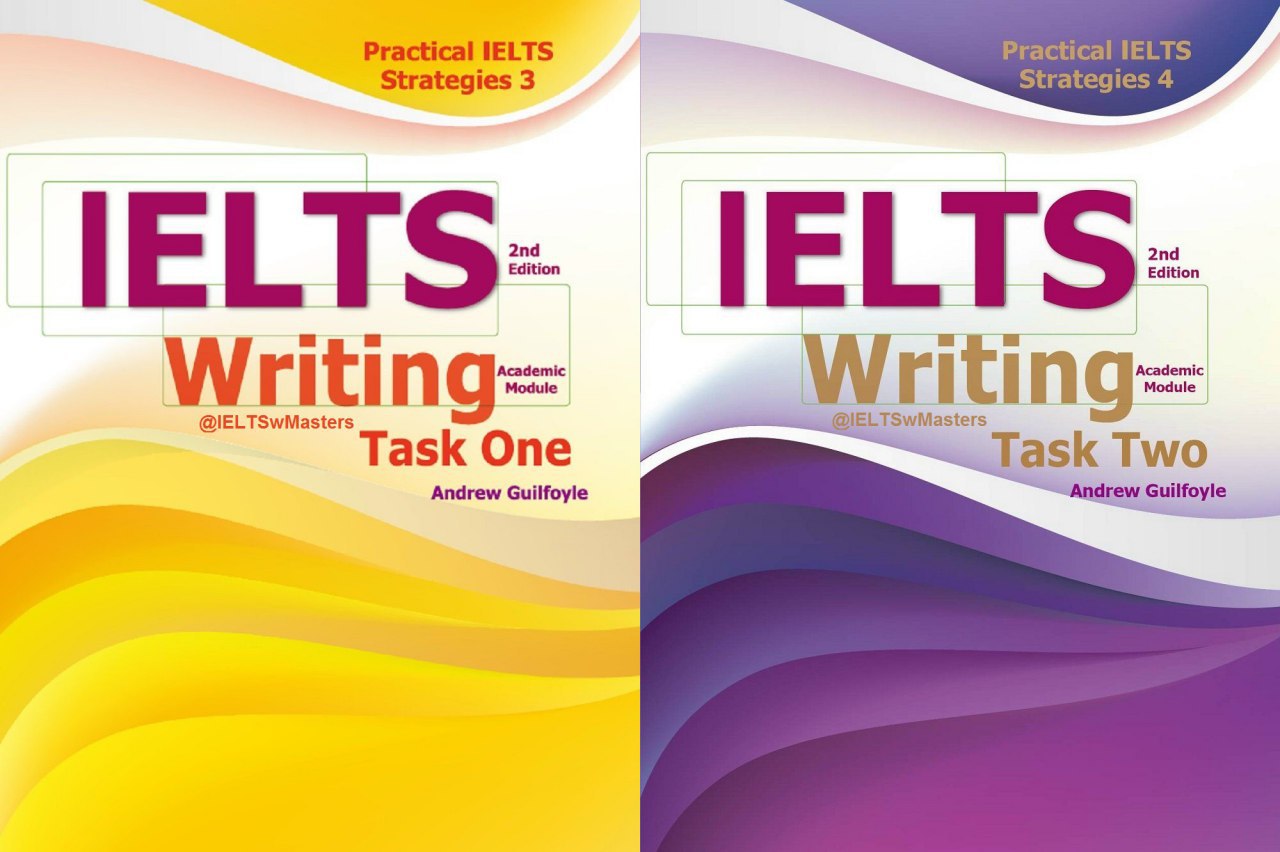 Practical IELTS
Strategies 3
IELTS
2nd
Edition
Writing
Academic
Module
@IELTSwMasters
Task One
Andrew Guilfoyle
Practical IELTS
Strategies 4
IELTS
2nd
Edition
Writing
Academic
Module
@IELTSwMasters
Task Two
Andrew Guilfoyle